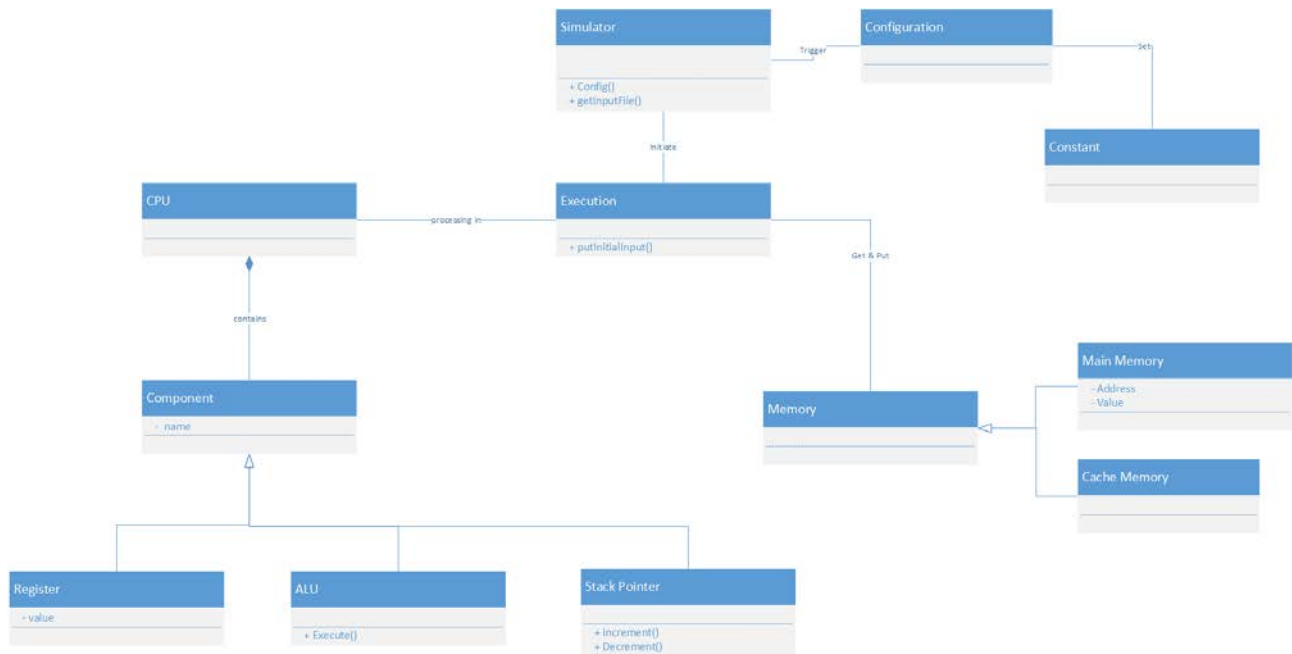 Simulator
+ Config()
+ getInputFile()
Trigger
Configuration
Set
Constant
Initiate
CPU
processing in
Execution
+ putInitialInput()
Get & Put
contains
Component
- name
Memory
Main Memory
- Address
- Value
Cache Memory
Register
- value
ALU
+ Execute()
Stack Pointer
+ Increment()
+ Decrement()